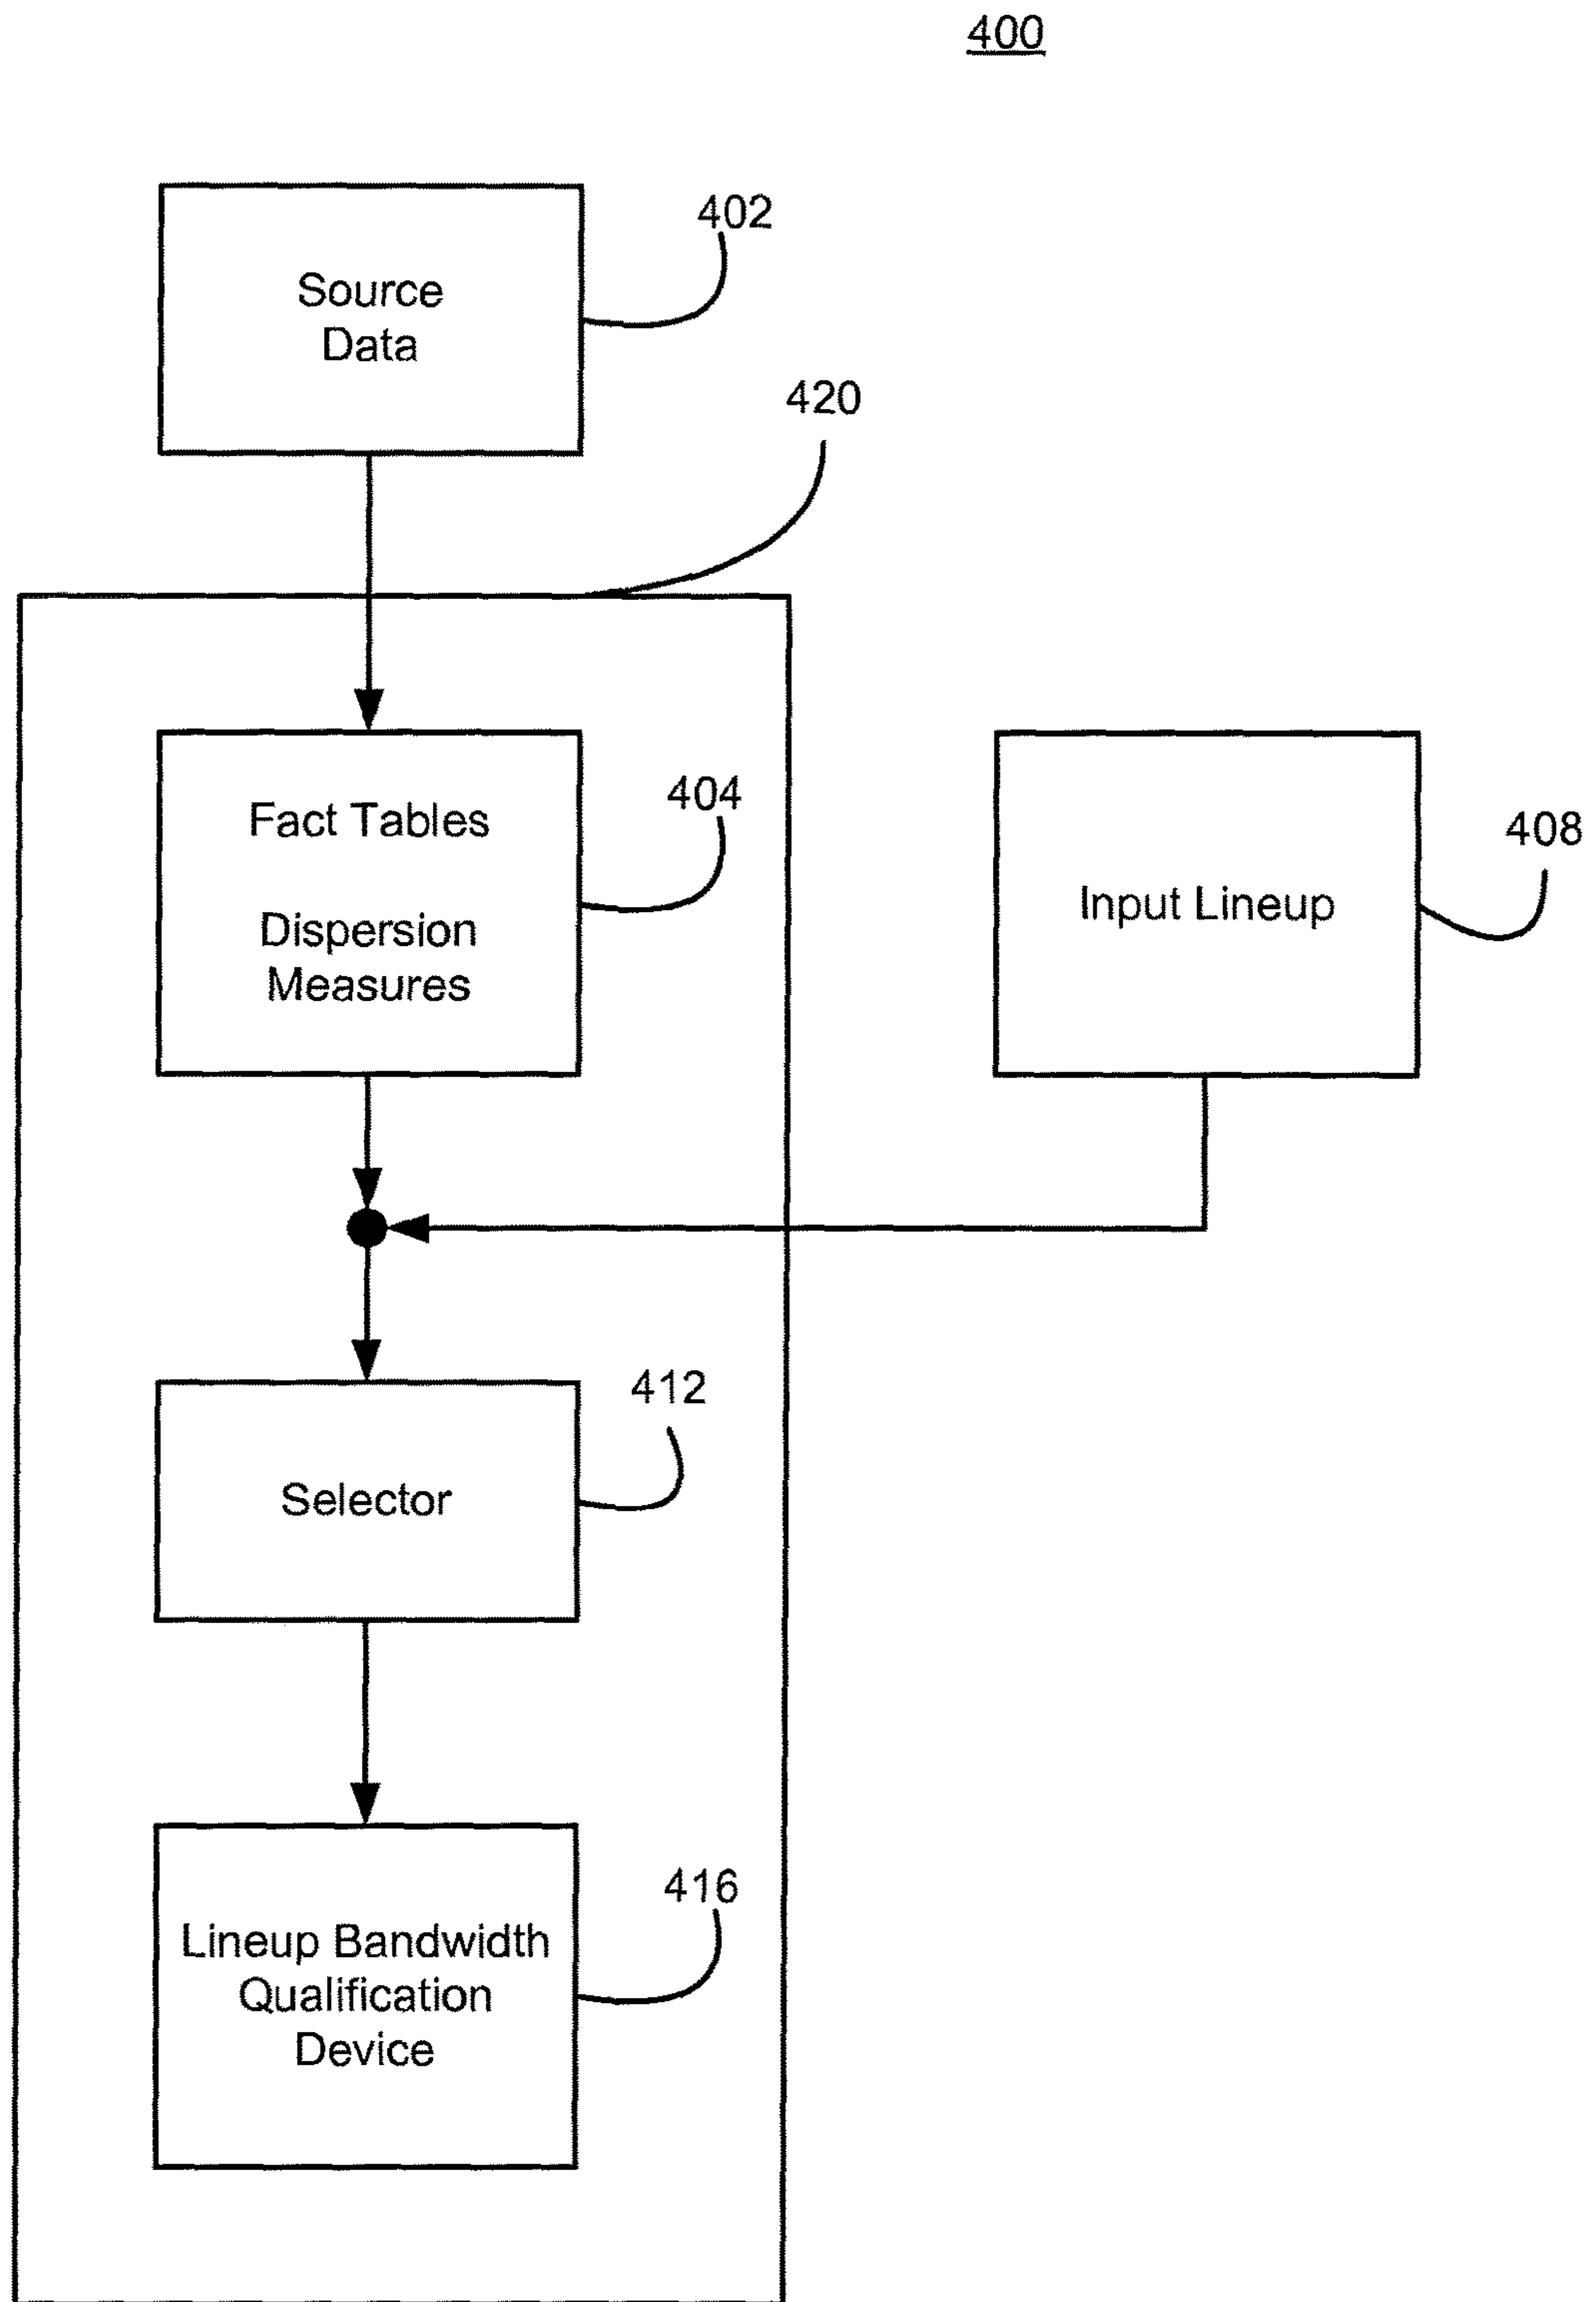 400
402
Source
Data
420
Fact Tables
404
Dispersion
Measures
408
Input Lineup
412
Selector
416
Lineup Bandwidth
Qualification
Device